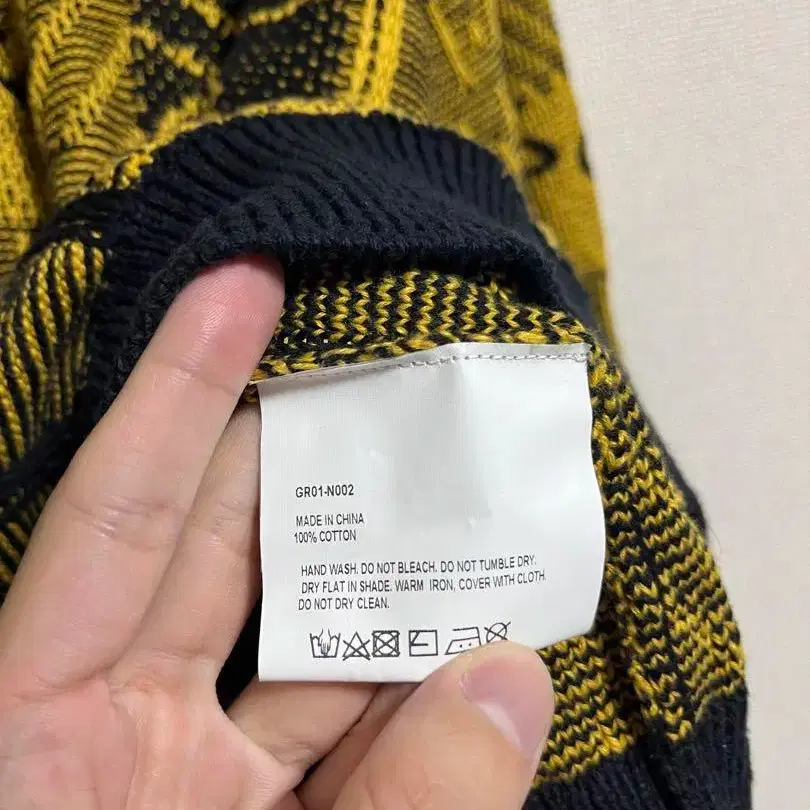 GR01-N002
MADE IN CHINA
100% COTTON
HAND WASH. DO NOT BLEACH. DO NOT TUMBLE DRY.
DRY FLAT IN SHADE. WARM IRON, COVER WITH CLOTH.
DO NOT DRY CLEAN.